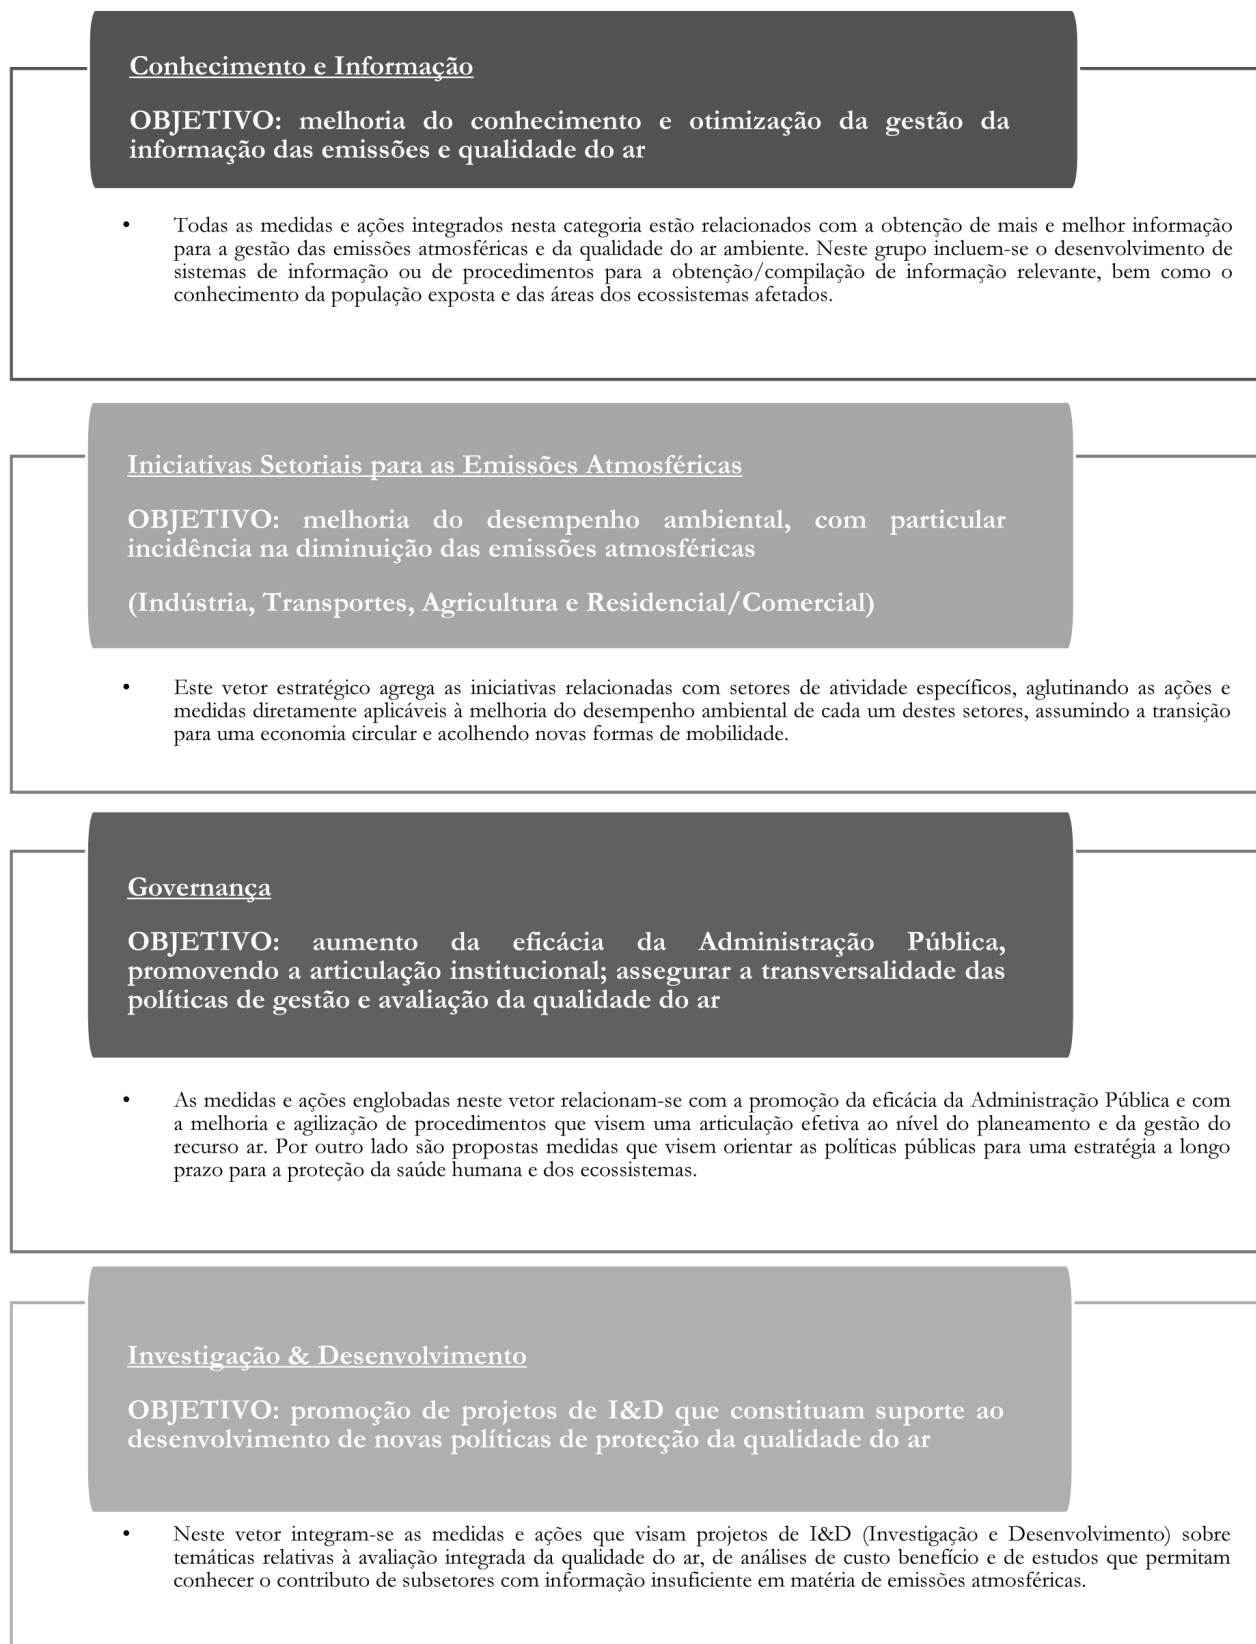 Conhecimento e Informação
OBJETIVO: melhoria do conhecimento e otimização da gestão da
informação das emissões e qualidade do ar
• Todas as medidas e ações integrados nesta categoria estão relacionados com a obtenção de mais e melhor informação
para a gestão das emissões atmosféricas e da qualidade do ar ambiente. Neste grupo incluem-se o desenvolvimento de
sistemas de informação ou de procedimentos para a obtenção/compilação de informação relevante, bem como o
conhecimento da população exposta e das áreas dos ecossistemas afetados.
Iniciativas Setoriais para as Emissões Atmosféricas
OBJETIVO: melhoria do desempenho ambiental, com particular
incidência na diminuição das emissões atmosféricas
(Indústria, Transportes, Agricultura e Residencial/Comercial)
• Este vetor estratégico agrega as iniciativas relacionadas com setores de atividade específicos, aglutinando as ações e
medidas diretamente aplicáveis à melhoria do desempenho ambiental de cada um destes setores, assumindo a transição
para uma economia circular e acolhendo novas formas de mobilidade.
Governança
OBJETIVO: aumento da eficácia da Administração Pública,
promovendo a articulação institucional; assegurar a transversalidade das
políticas de gestão e avaliação da qualidade do ar
• As medidas e ações englobadas neste vetor relacionam-se com a promoção da eficácia da Administração Pública e com
a melhoria e agilização de procedimentos que visem uma articulação efetiva ao nível do planeamento e da gestão do
recurso ar. Por outro lado são propostas medidas que visem orientar as políticas públicas para uma estratégia a longo
prazo para a proteção da saúde humana e dos ecossistemas.
Investigação & Desenvolvimento
OBJETIVO: promoção de projetos de I&D que constituam suporte ao
desenvolvimento de novas políticas de proteção da qualidade do ar
• Neste vetor integram-se as medidas e ações que visam projetos de I&D (Investigação e Desenvolvimento) sobre
temáticas relativas à avaliação integrada da qualidade do ar, de análises de custo benefício e de estudos que permitam
conhecer o contributo de subsetores com informação insuficiente em matéria de emissões atmosféricas.